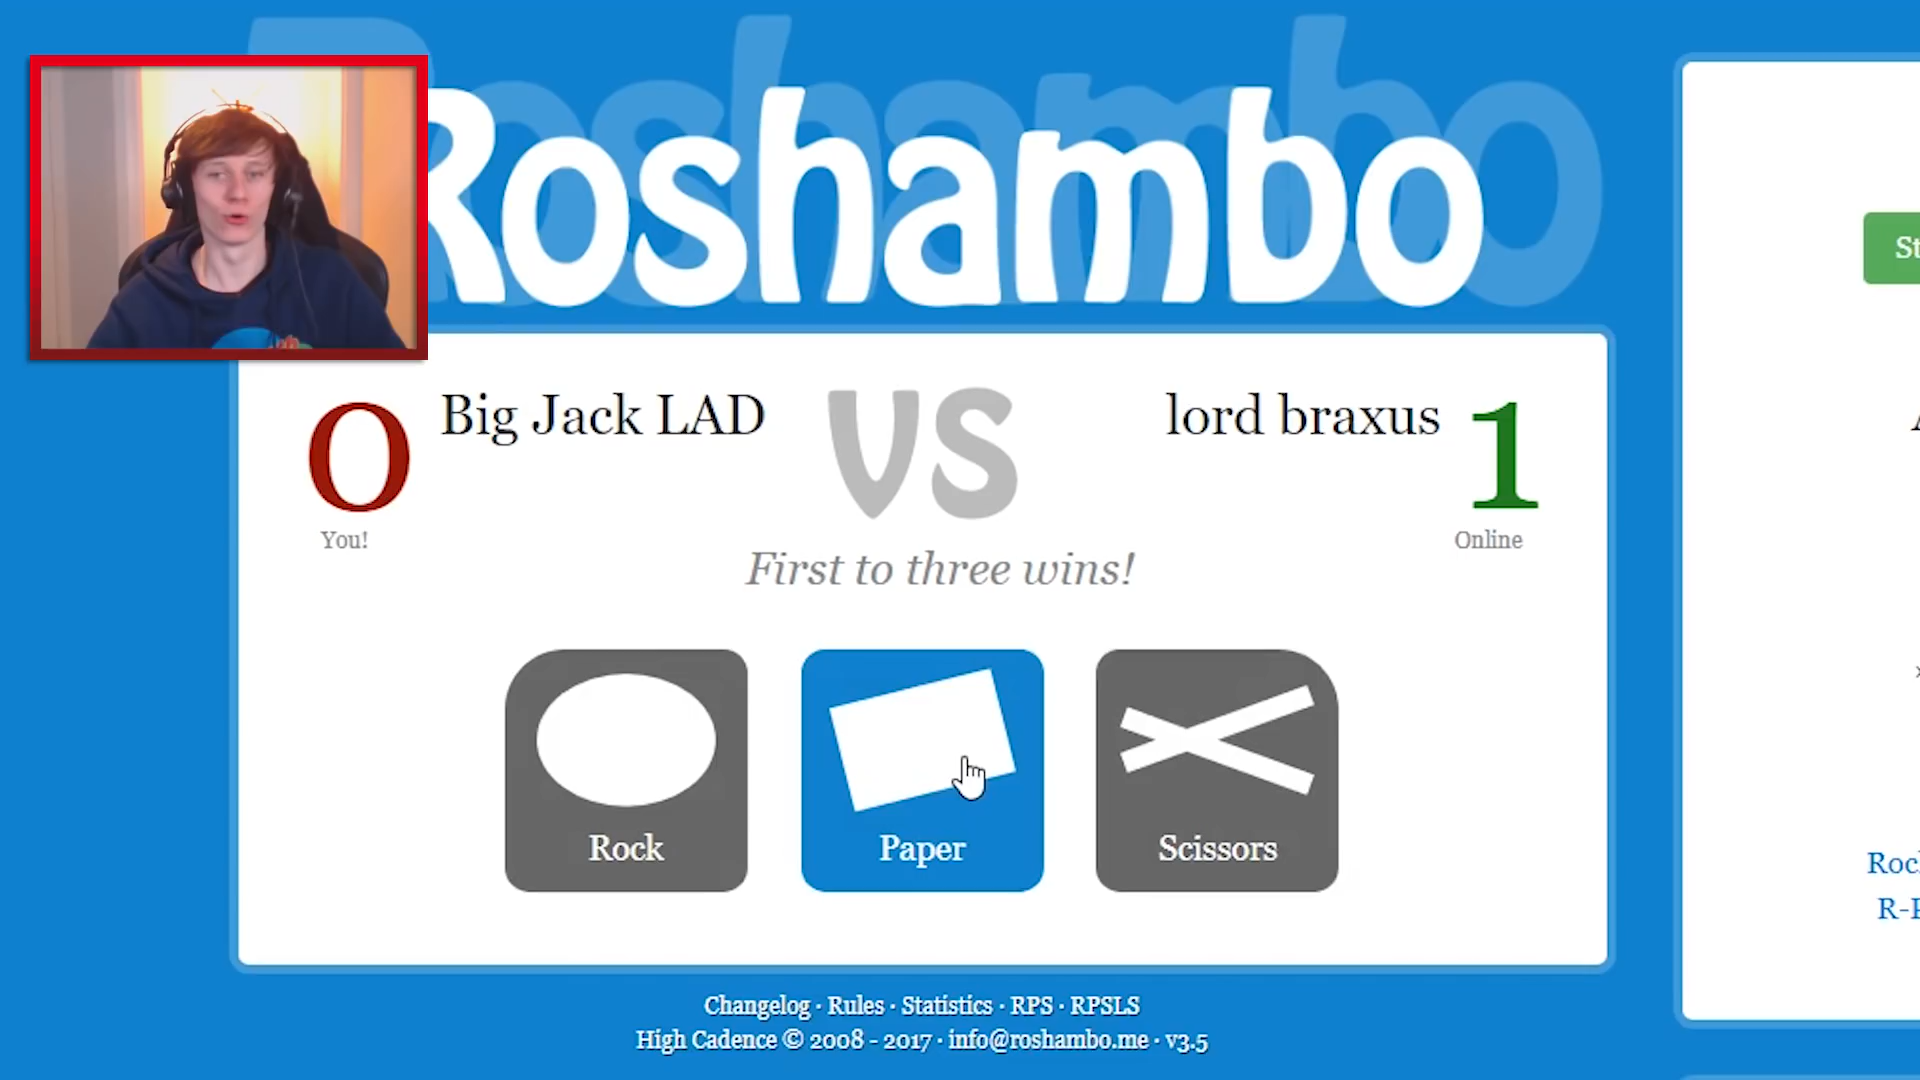 Roshambo
0 Big Jack LAD VS lord braxus 1
You! Online
First to three wins!
Rock Paper Scissors
Changelog · Rules · Statistics · RPS · RPSLS
High Cadence © 2008 - 2017 · info@roshambo.me · v3.5